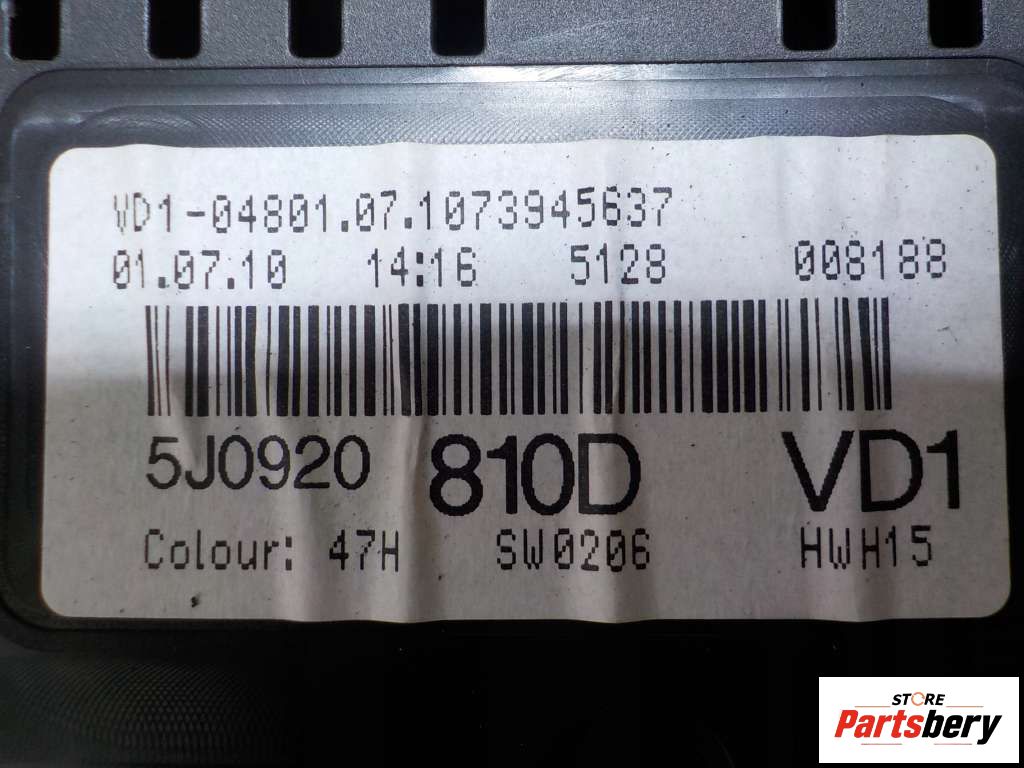 VD1-04801.07.1073945637
01.07.10 14:16 5128 008188
5J0920 810D VD1
Colour: 47H SW0206 HWH15
STORE
Partsbery